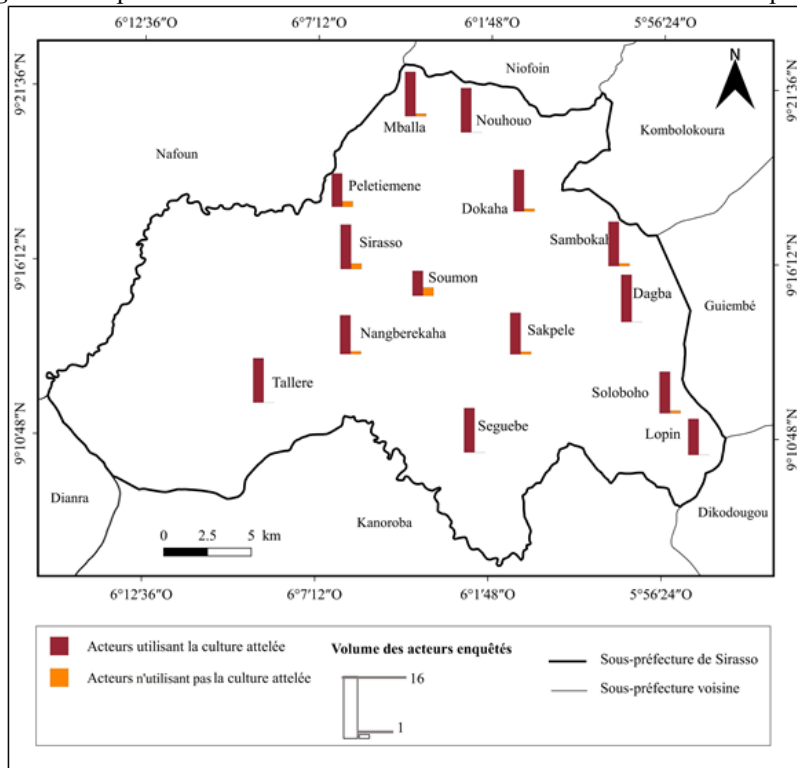 6°12'36"O 6°7'12"O 6°1'48"O 5°56'24"O
9°21'36"N 9°21'36"N
N
Niofoin
Kombolokoura
Mballa
Nouhouo
Nafoun
Peletiemene
Dokaha
Sirasso
Sambokah
9°16'12"N 9°16'12"N
Soumon
Dagba
Guiembé
Nangberekaha
Sakpele
Tallere
Soloboho
Seguebe
Lopin
9°10'48"N 9°10'48"N
Dianra
Kanoroba
Dikodougou
0 2.5 5 km
6°12'36"O 6°7'12"O 6°1'48"O 5°56'24"O
Acteurs utilisant la culture attelée
Acteurs n'utilisant pas la culture attelée
Volume des acteurs enquêtés
16
1
Sous-préfecture de Sirasso
Sous-préfecture voisine